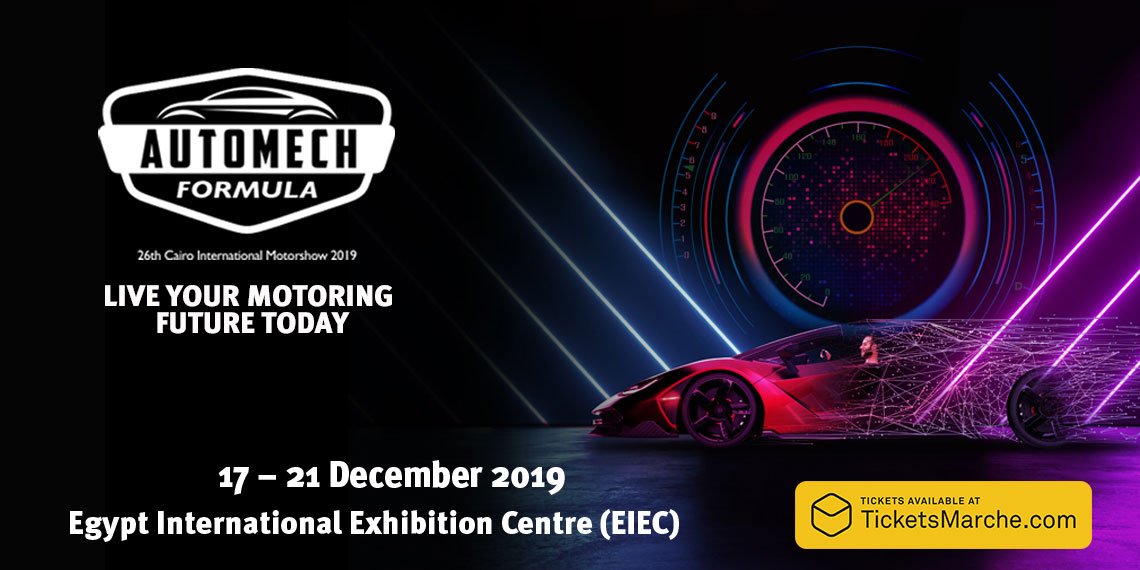 AUTOMECH
FORMULA
26th Cairo International Motorshow 2019
LIVE YOUR MOTORING
FUTURE TODAY
17 – 21 December 2019
Egypt International Exhibition Centre (EIEC)
TICKETS AVAILABLE AT
TicketsMarche.com